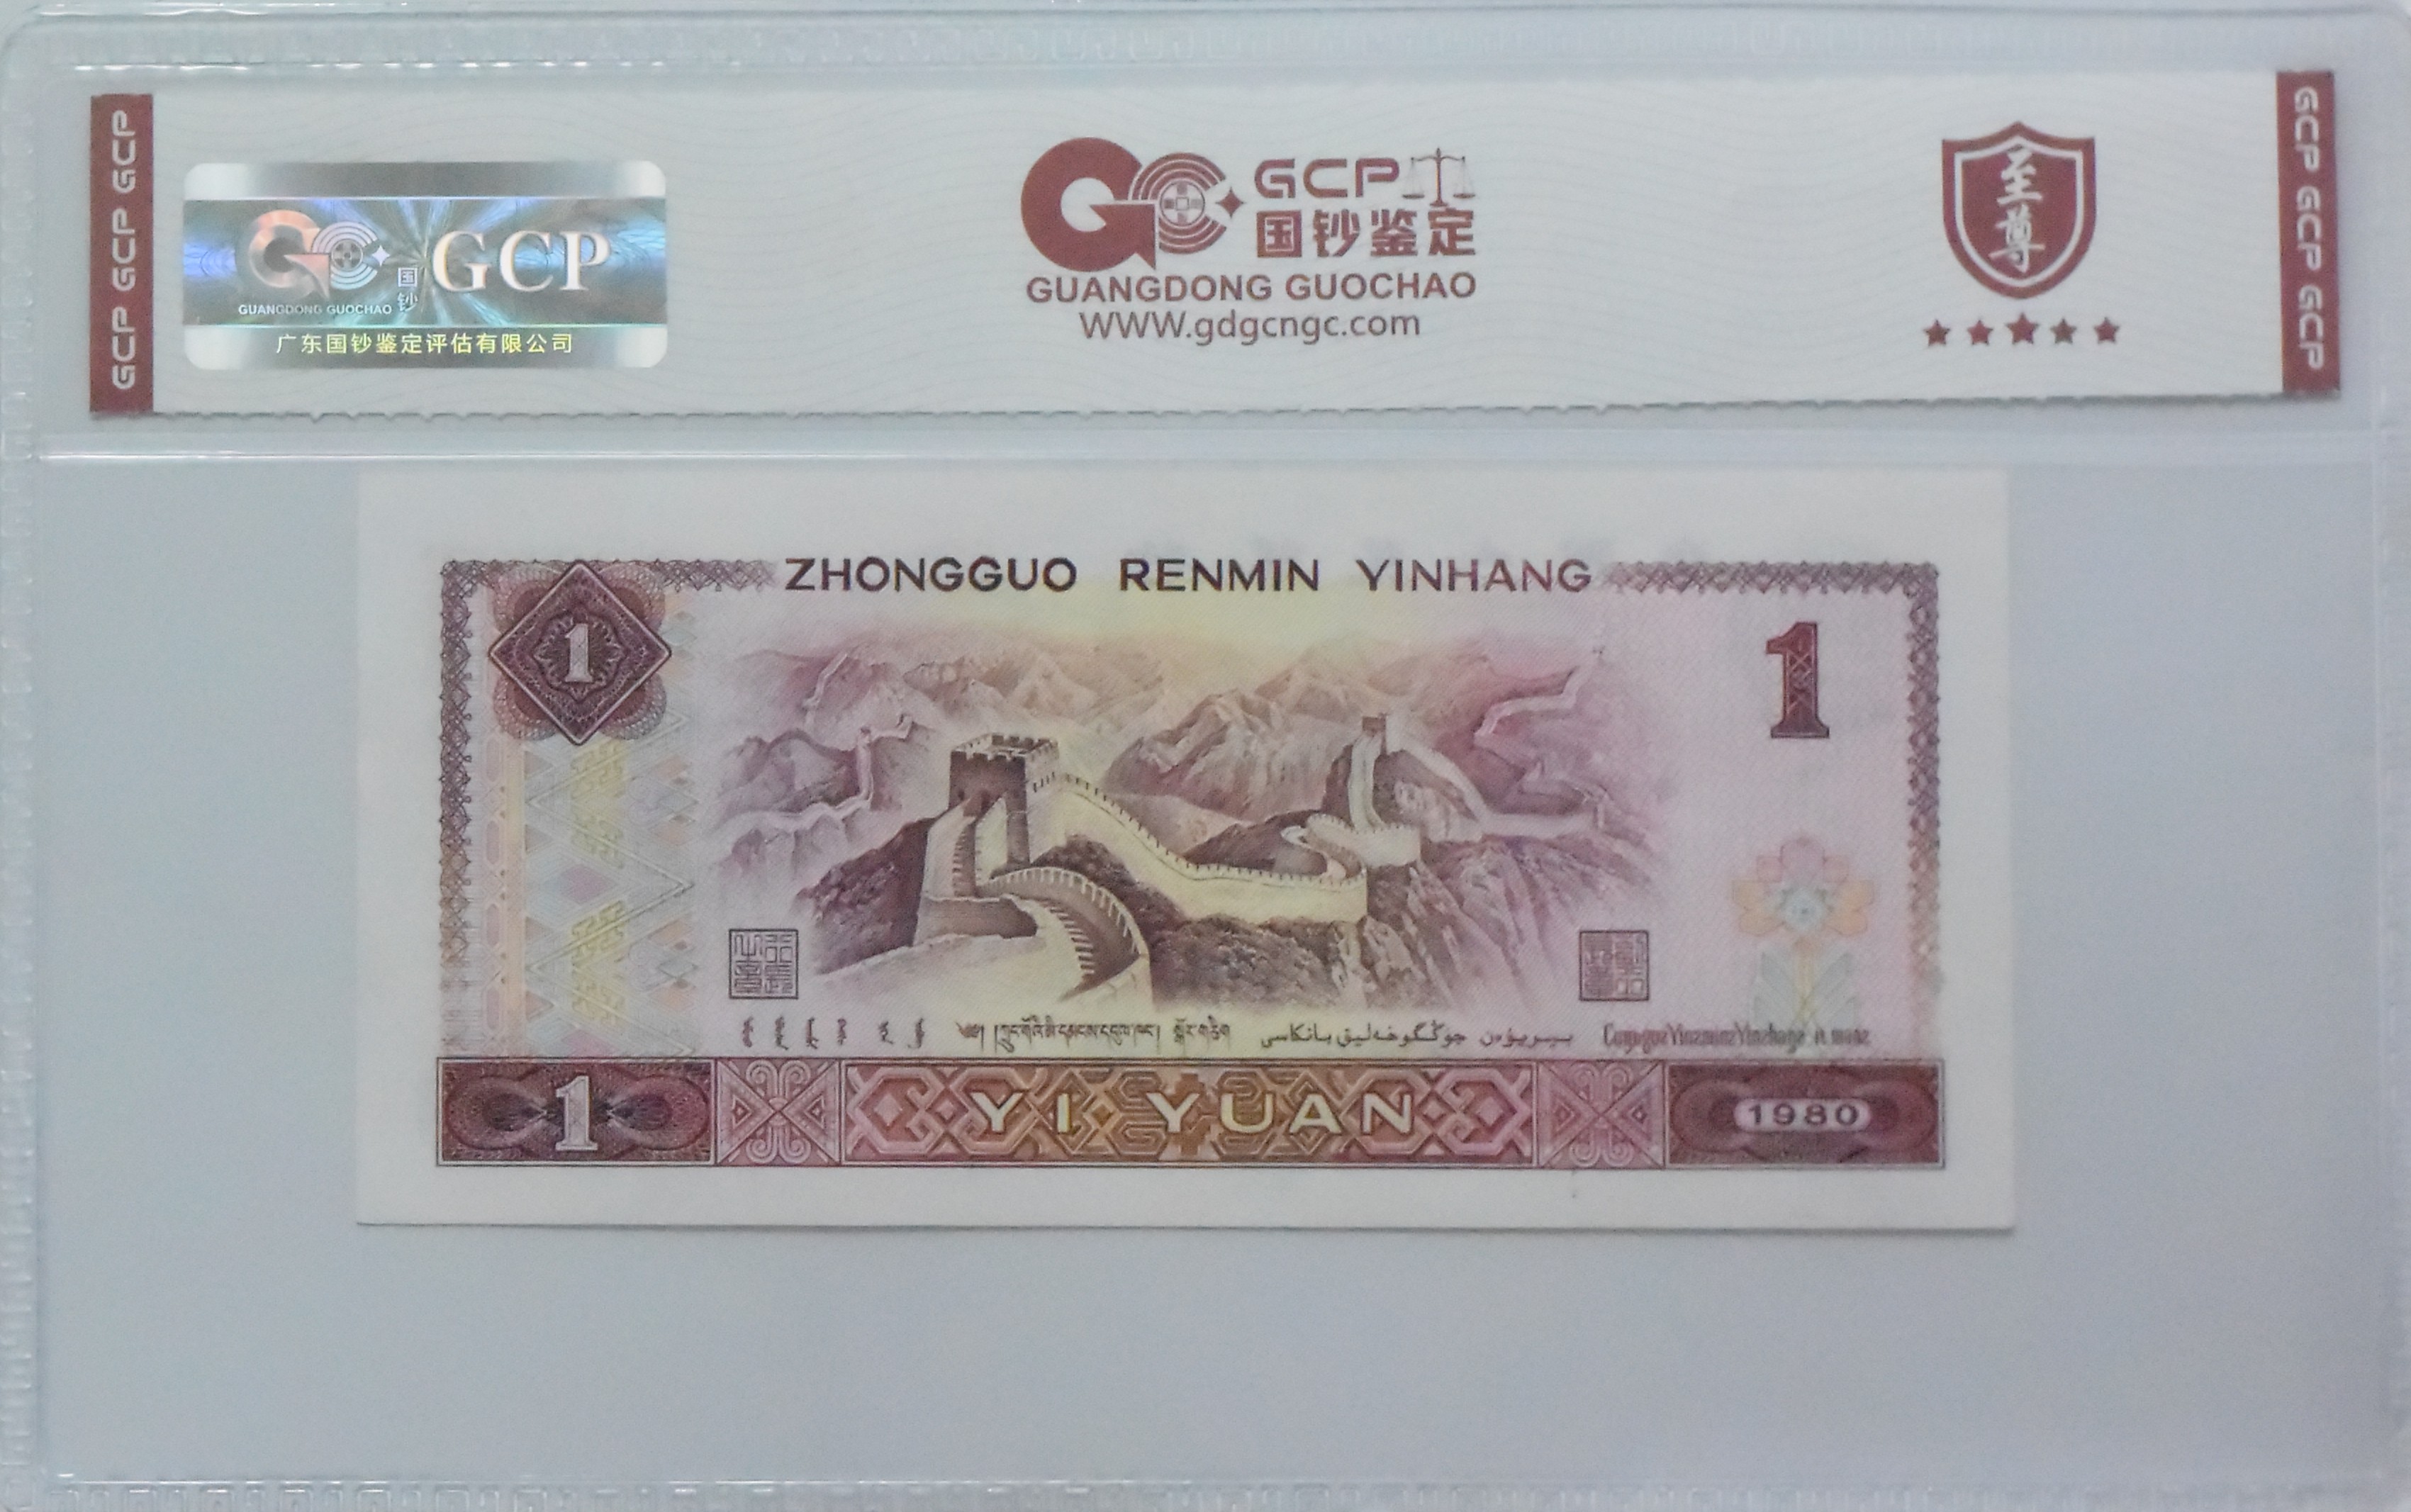 GCP GCP GCP
GCP
国钞
GUANGDONG GUOCHAO
广东国钞鉴定评估有限公司
GCP
国钞鉴定
GUANGDONG GUOCHAO
WWW.gdgcngc.com
至尊
GCP GCP GCP
ZHONGGUO RENMIN YINHANG
1
1
1
YI YUAN
1980